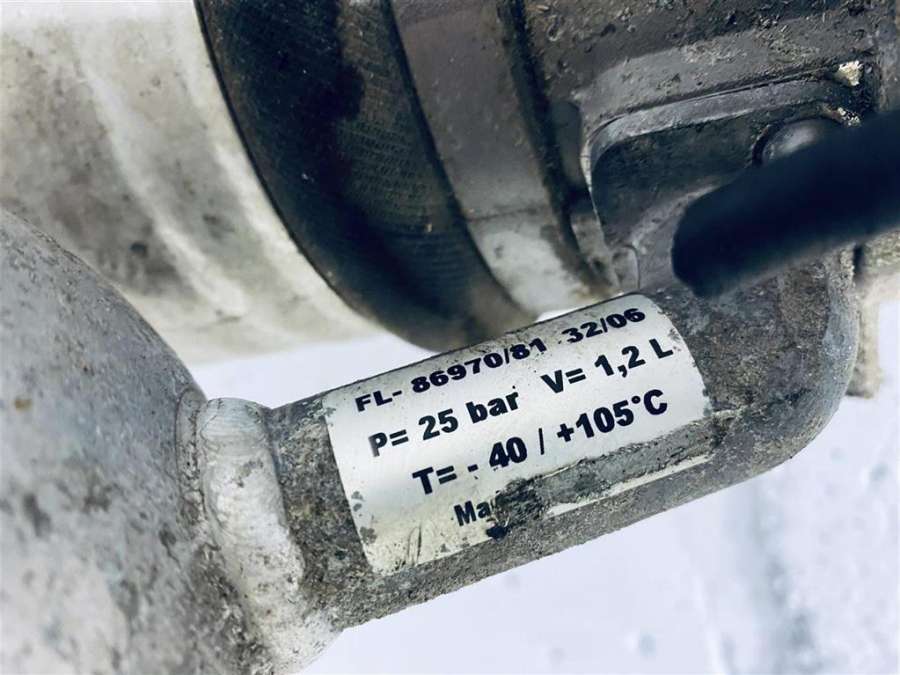 FL- 86970/81 32/06
P= 25 bar V= 1,2 L
T= - 40 / +105°C